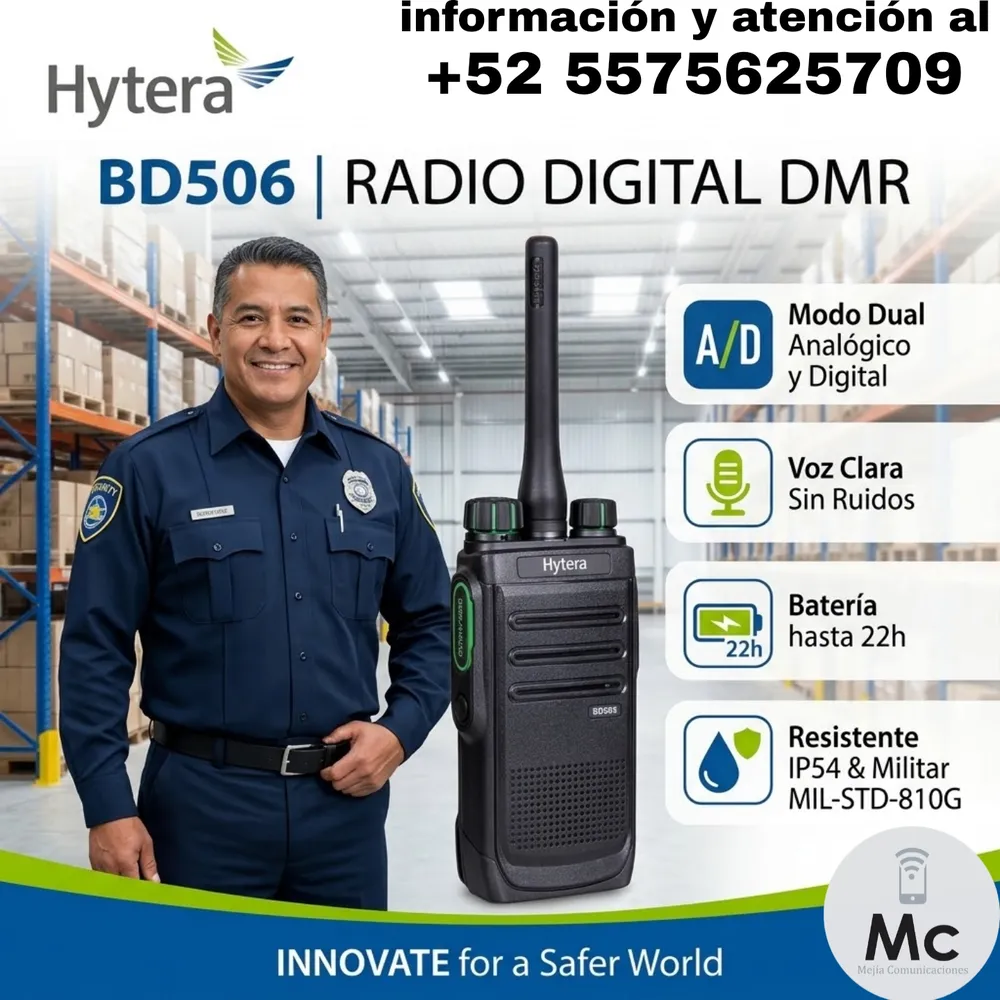 información y atención al
+52 5575625709
Hytera
BD506 | RADIO DIGITAL DMR
A/D
Modo Dual
Analógico
y Digital
Voz Clara
Sin Ruidos
22h
Batería
hasta 22h
Resistente
IP54 & Militar
MIL-STD-810G
SECURITY
Hytera
INNOVATE for a Safer World
Mc
Mejía Comunicaciones